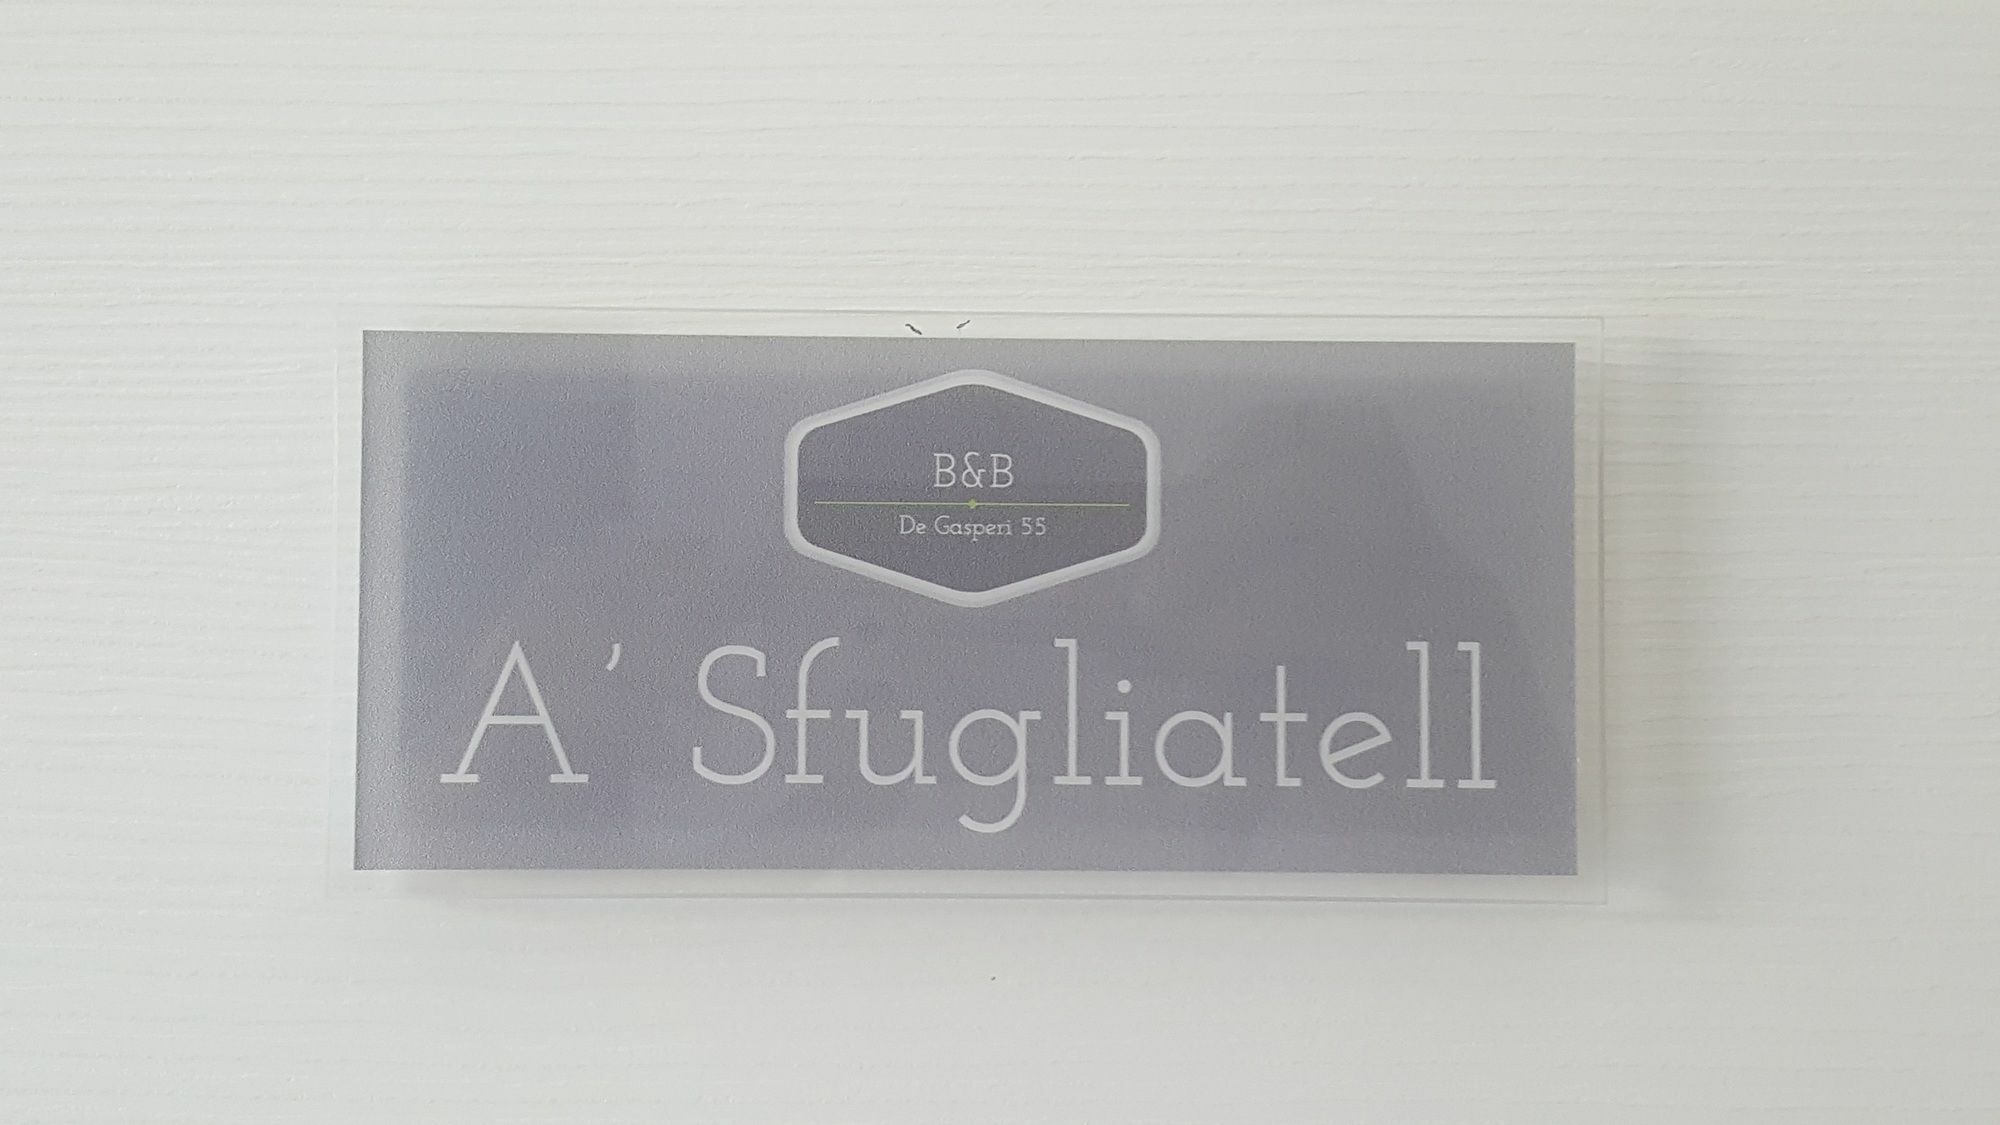 B&B
De Gasperi 55
A' Sfugliatell